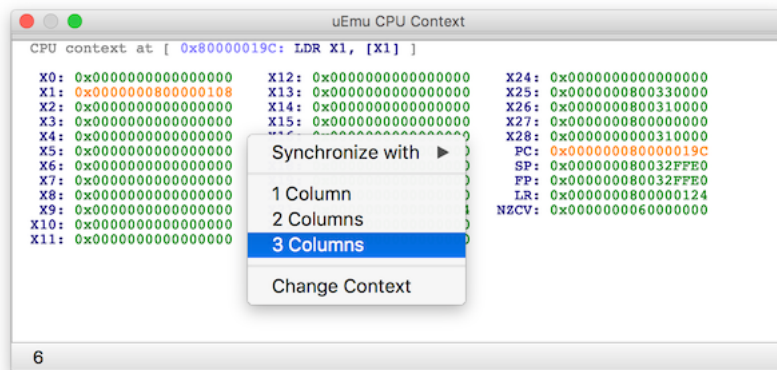 uEmu CPU Context
CPU context at [ 0x80000019C: LDR X1, [X1] ]
X0: 0x0000000000000000 X12: 0x0000000000000000 X24: 0x0000000000000000
X1: 0x0000000800000108 X13: 0x0000000000000000 X25: 0x0000000800330000
X2: 0x0000000000000000 X14: 0x0000000000000000 X26: 0x0000000800310000
X3: 0x0000000000000000 X15: 0x0000000000000000 X27: 0x0000000800000000
X4: 0x0000000000000000 X28: 0x0000000000310000
X5: 0x0000000000000000 PC: 0x000000080000019C
X6: 0x0000000000000000 SP: 0x000000080032FFE0
X7: 0x0000000000000000 FP: 0x000000080032FFE0
X8: 0x0000000000000000 LR: 0x0000000800000124
X9: 0x0000000000000000 NZCV: 0x0000000060000000
X10: 0x0000000000000000
X11: 0x0000000000000000
Synchronize with
1 Column
2 Columns
3 Columns
Change Context
6